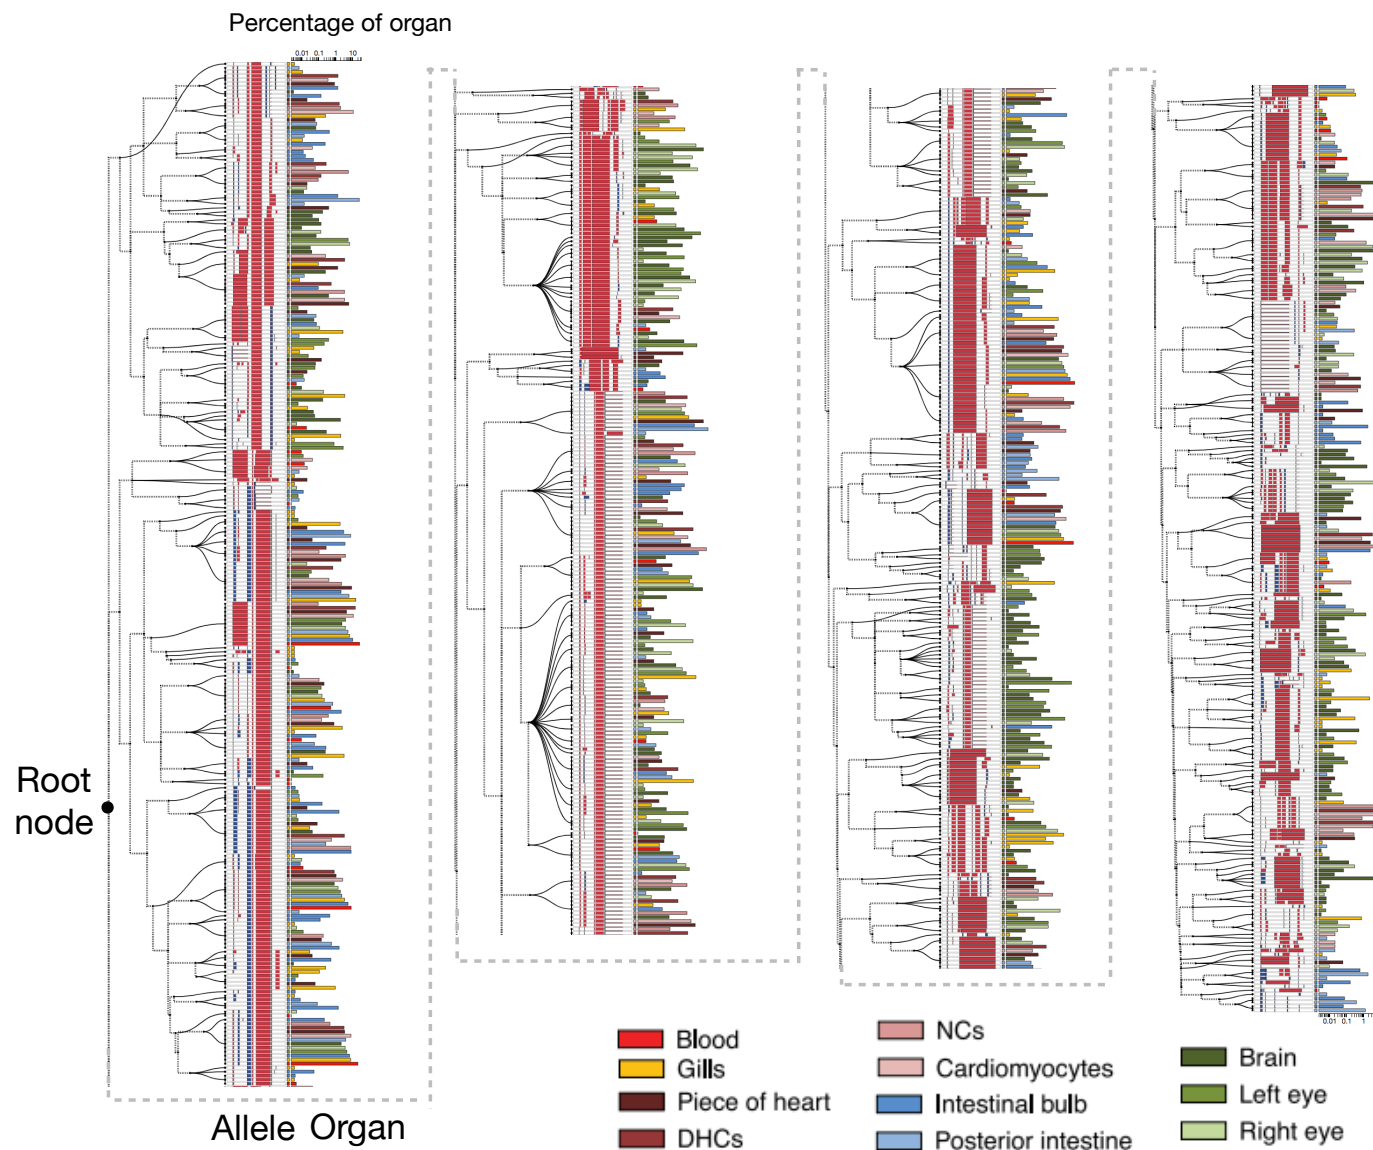 Percentage of organ
0.01 0.1 1 10
Root
node
0.01 0.1 1
Blood
Gills
Piece of heart
DHCs
NCs
Cardiomyocytes
Intestinal bulb
Posterior intestine
Brain
Left eye
Right eye
Allele Organ